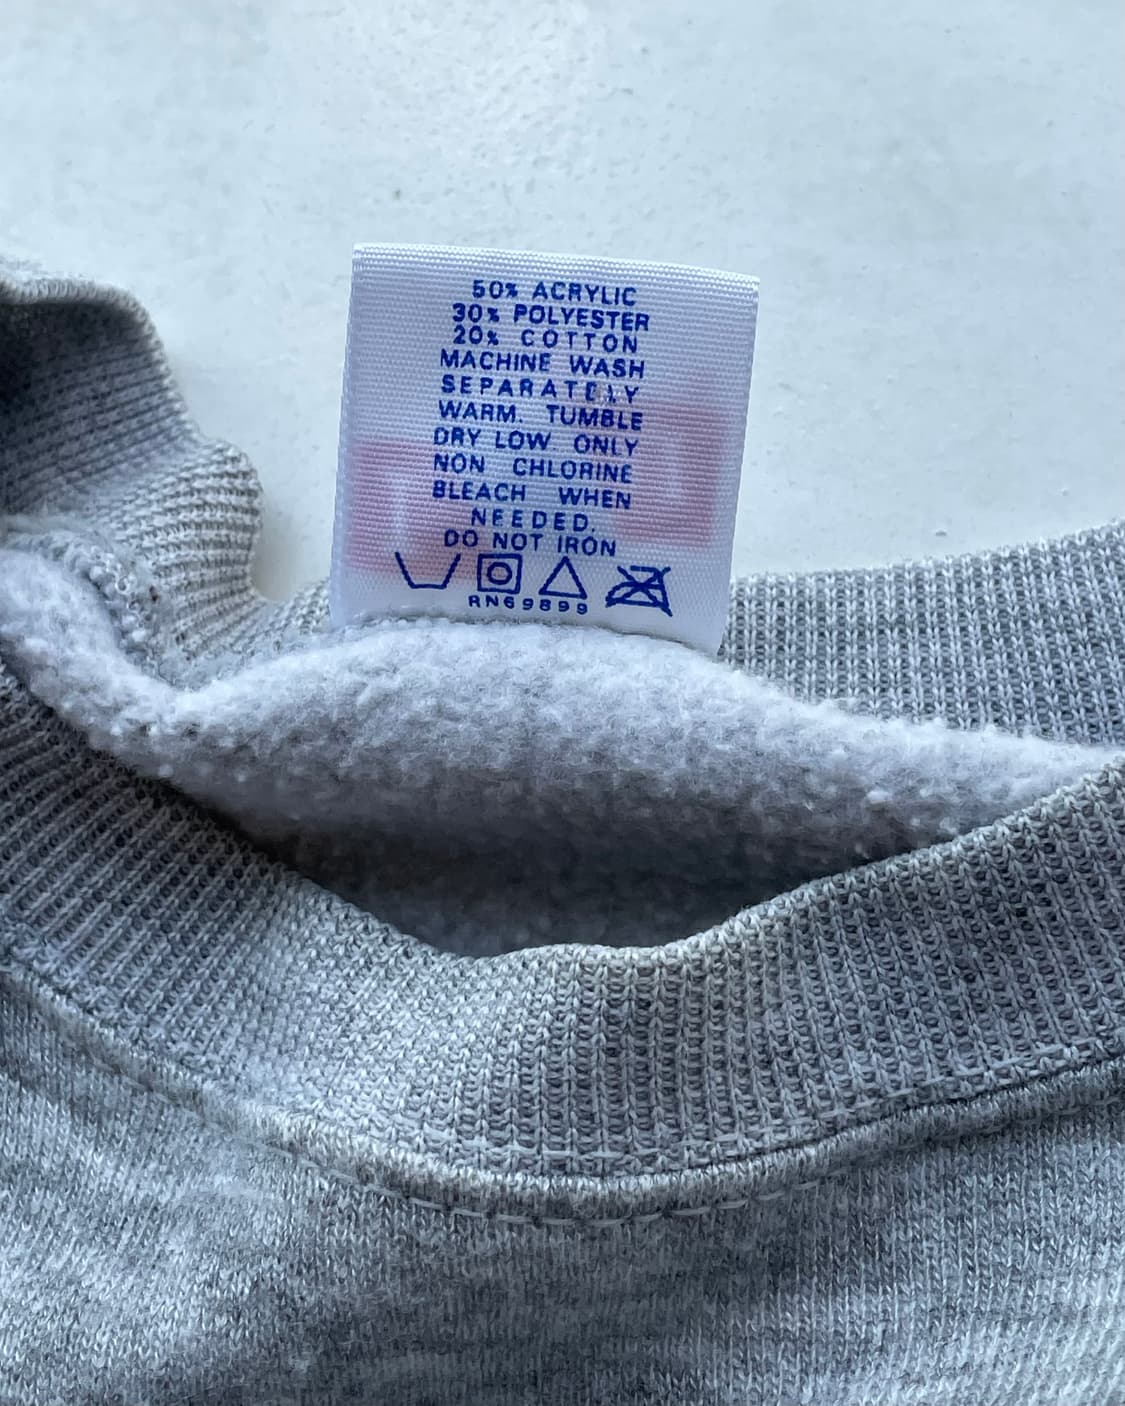 50% ACRYLIC
30% POLYESTER
20% COTTON
MACHINE WASH
SEPARATELY
WARM. TUMBLE
DRY LOW ONLY
NON CHLORINE
BLEACH WHEN
NEEDED.
DO NOT IRON
RN69899